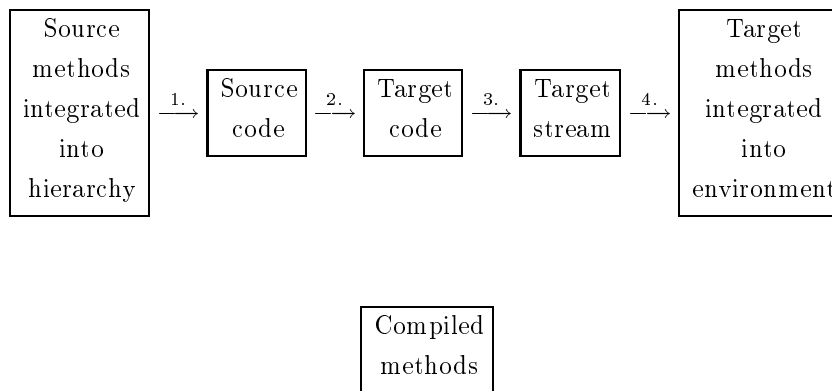 Source
methods
integrated
into
hierarchy
1.
Source
code
2.
Target
code
3.
Target
stream
4.
Target
methods
integrated
into
environment
Compiled
methods